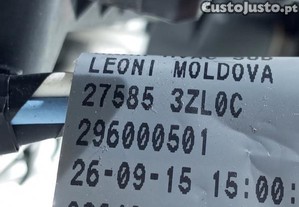 CustoJusto.pt
LEONI MOLDOVA
27585 3ZL0C
296000501
26-09-15 15:00: